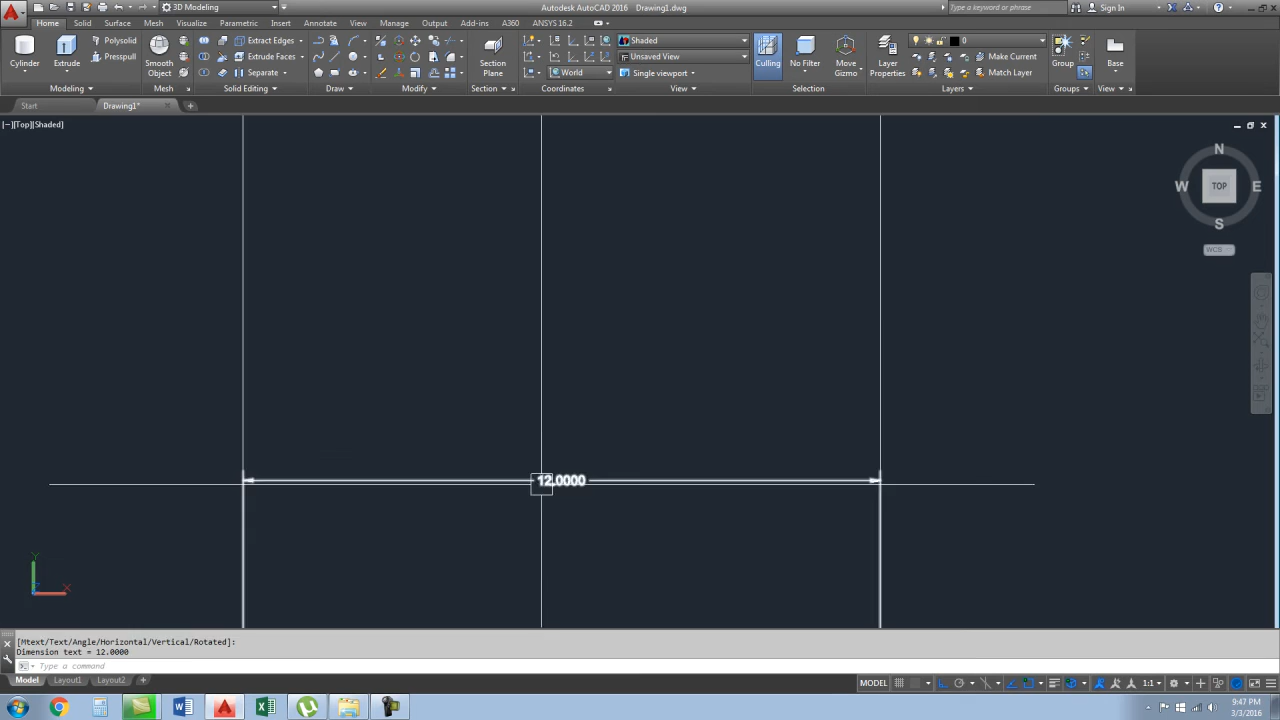 3D Modeling
Autodesk AutoCAD 2016 Drawing1.dwg
Type a keyword or phrase
Sign In
Home Solid Surface Mesh Visualize Parametric Insert Annotate View Manage Output Add-ins A360 ANSYS 16.2
Cylinder
Extrude
Polysolid
Presspull
Smooth
Object
Extract Edges
Extrude Faces
Separate
Section
Plane
World
Shaded
Unsaved View
Single viewport
Culling
No Filter
Move
Gizmo
Layer
Properties
0
Make Current
Match Layer
Group
Base
Modeling Mesh Solid Editing Draw Modify Section Coordinates View Selection Layers Groups View
Start Drawing1*
[−][Top][Shaded]
N
W TOP E
S
WCS
12.0000
Y
X
[Mtext/Text/Angle/Horizontal/Vertical/Rotated]:
Dimension text = 12.0000
Type a command
Model Layout1 Layout2
MODEL
1:1
9:47 PM
3/3/2016